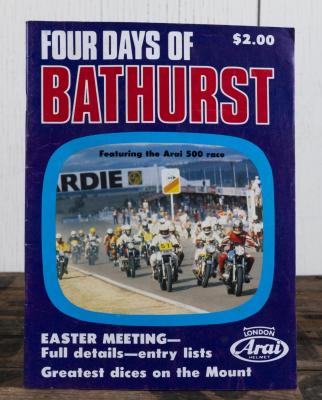 FOUR DAYS OF
$2.00
BATHURST
Featuring the Arai 500 race
ARDIE
EASTER MEETING—
Full details—entry lists
Greatest dices on the Mount
LONDON
Arai
HELMET